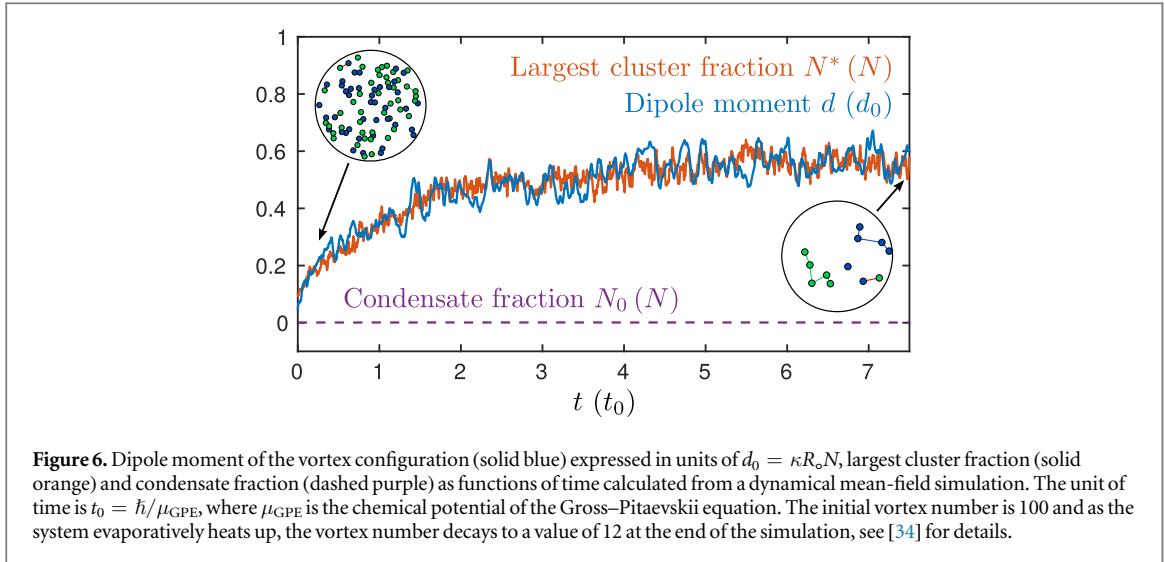 1
0.8
0.6
0.4
0.2
0
Largest cluster fraction N* (N)
Dipole moment d (d₀)
Condensate fraction N₀ (N)
0 1 2 3 4 5 6 7
t (t₀)
Figure 6. Dipole moment of the vortex configuration (solid blue) expressed in units of d₀ = κR∘N, largest cluster fraction (solid
orange) and condensate fraction (dashed purple) as functions of time calculated from a dynamical mean-field simulation. The unit of
time is t₀ = ℏ/μGPE, where μGPE is the chemical potential of the Gross–Pitaevskii equation. The initial vortex number is 100 and as the
system evaporatively heats up, the vortex number decays to a value of 12 at the end of the simulation, see [34] for details.